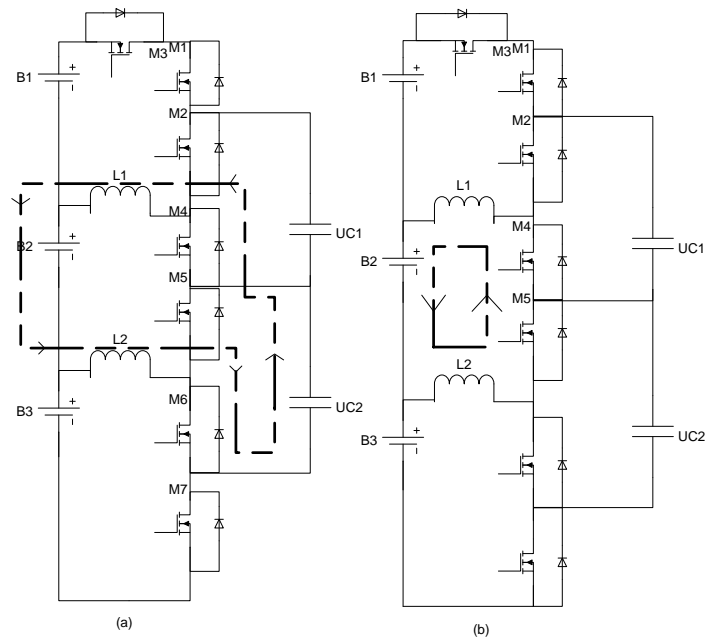 M3
M1
B1
+
-
M2
L1
M4
UC1
B2
+
-
M5
L2
M6
B3
+
-
UC2
M7
(a)
M3
M1
B1
+
-
M2
L1
M4
B2
+
-
UC1
M5
L2
B3
+
-
UC2
(b)